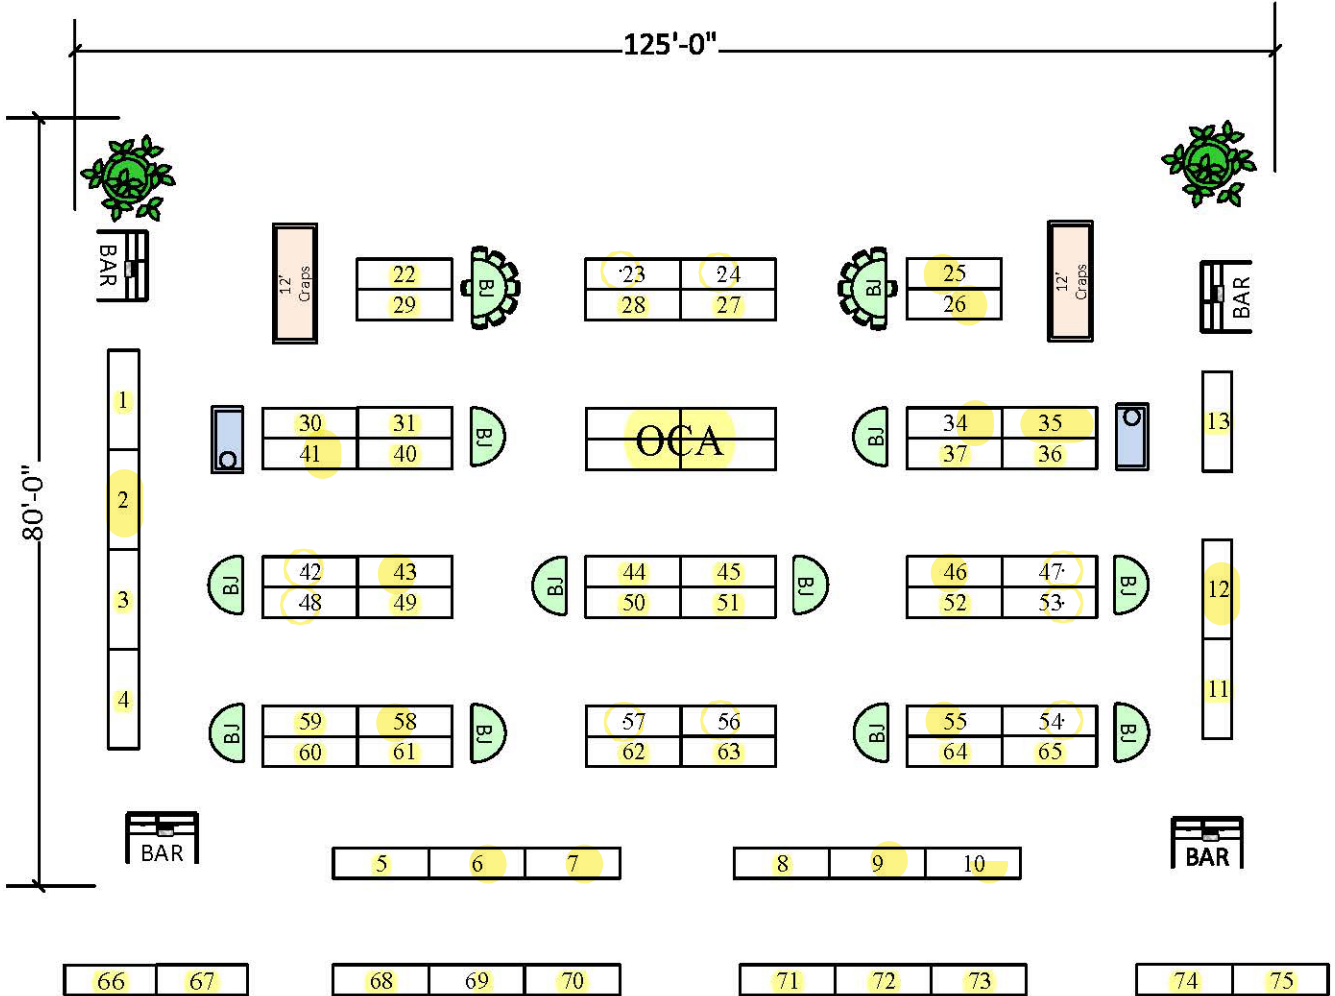 125'-0"
80'-0"
BAR
12' Craps
22
29
BJ
23 24
28 27
BJ
25
26
12' Craps
BAR
1
2
3
4
30 31
41 40
BJ
OCA
BJ
34 35
37 36
13
BJ
42 43
48 49
BJ
44 45
50 51
BJ
46 47
52 53
BJ
12
11
BJ
59 58
60 61
BJ
57 56
62 63
BJ
55 54
64 65
BJ
BAR
5 6 7
8 9 10
BAR
66 67
68 69 70
71 72 73
74 75